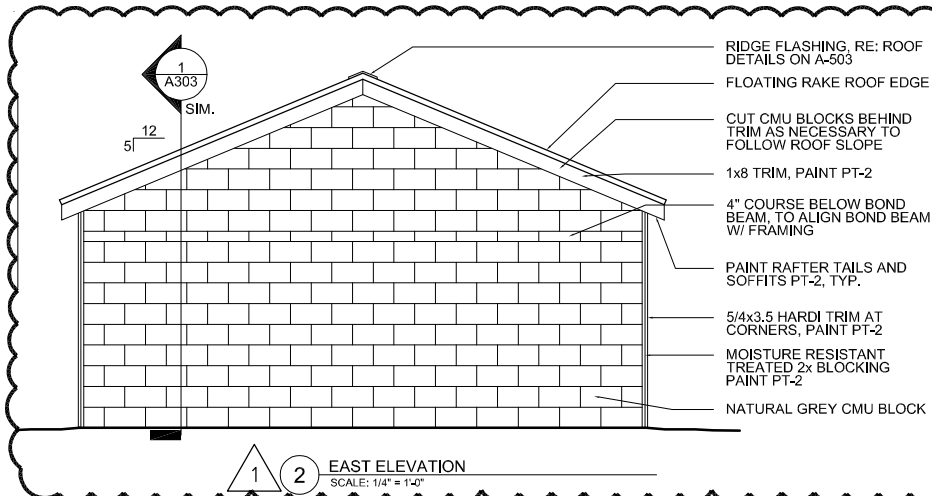 1
A303
SIM.
12
5
RIDGE FLASHING, RE: ROOF
DETAILS ON A-503
FLOATING RAKE ROOF EDGE
CUT CMU BLOCKS BEHIND
TRIM AS NECESSARY TO
FOLLOW ROOF SLOPE
1x8 TRIM, PAINT PT-2
4" COURSE BELOW BOND
BEAM, TO ALIGN BOND BEAM
W/ FRAMING
PAINT RAFTER TAILS AND
SOFFITS PT-2, TYP.
5/4x3.5 HARDI TRIM AT
CORNERS, PAINT PT-2
MOISTURE RESISTANT
TREATED 2x BLOCKING
PAINT PT-2
NATURAL GREY CMU BLOCK
1
2
EAST ELEVATION
SCALE: 1/4" = 1'-0"